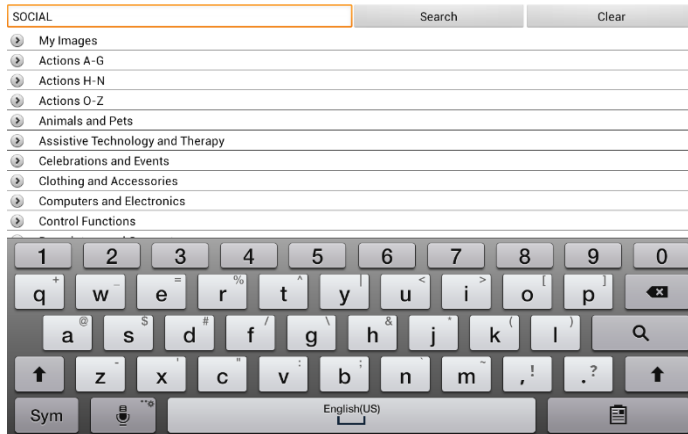 SOCIAL Search Clear
My Images
Actions A-G
Actions H-N
Actions O-Z
Animals and Pets
Assistive Technology and Therapy
Celebrations and Events
Clothing and Accessories
Computers and Electronics
Control Functions
1 2 3 4 5 6 7 8 9 0
q + w _ e = r % t ^ y | u < i > o [ p ]
a @ s $ d # f / g \ h & j * k ( l )
z - x ' c " v : b ; n ` m ~ , ! . ?
Sym English(US)